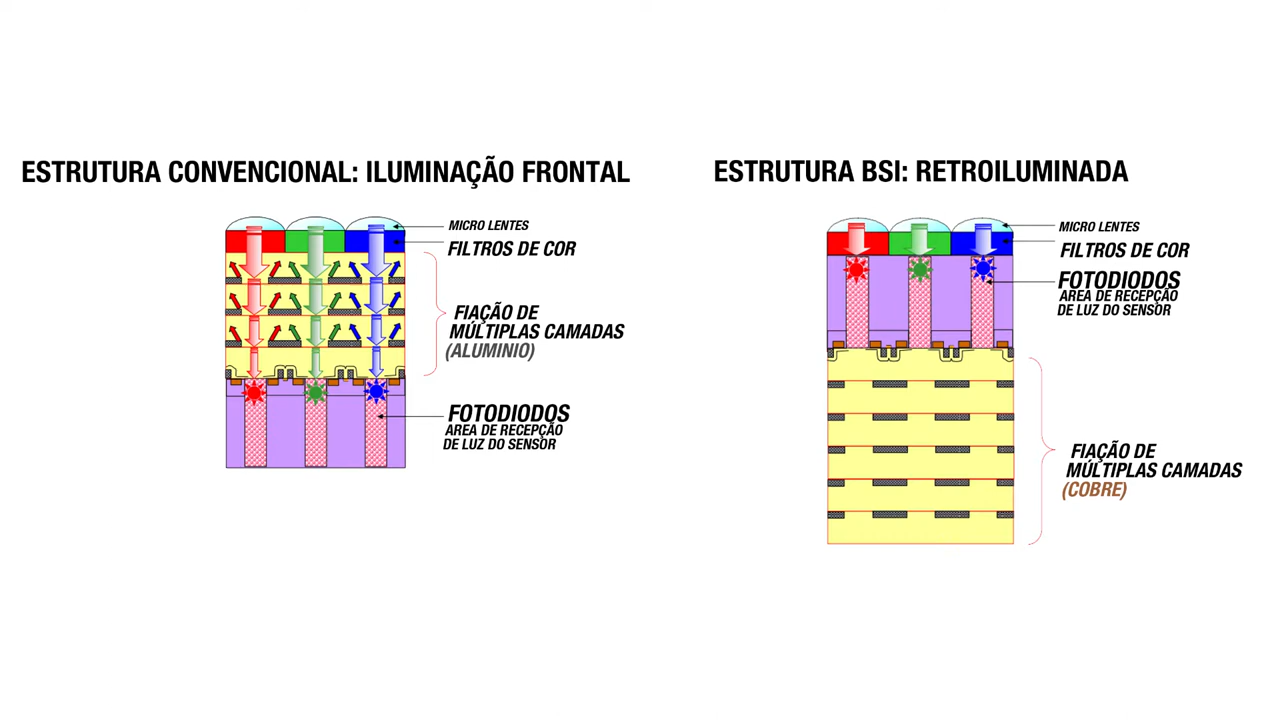 ESTRUTURA CONVENCIONAL: ILUMINAÇÃO FRONTAL
MICRO LENTES
FILTROS DE COR
FIAÇÃO DE
MÚLTIPLAS CAMADAS
(ALUMINIO)
FOTODIODOS
AREA DE RECEPÇÃO
DE LUZ DO SENSOR
ESTRUTURA BSI: RETROILUMINADA
MICRO LENTES
FILTROS DE COR
FOTODIODOS
AREA DE RECEPÇÃO
DE LUZ DO SENSOR
FIAÇÃO DE
MÚLTIPLAS CAMADAS
(COBRE)